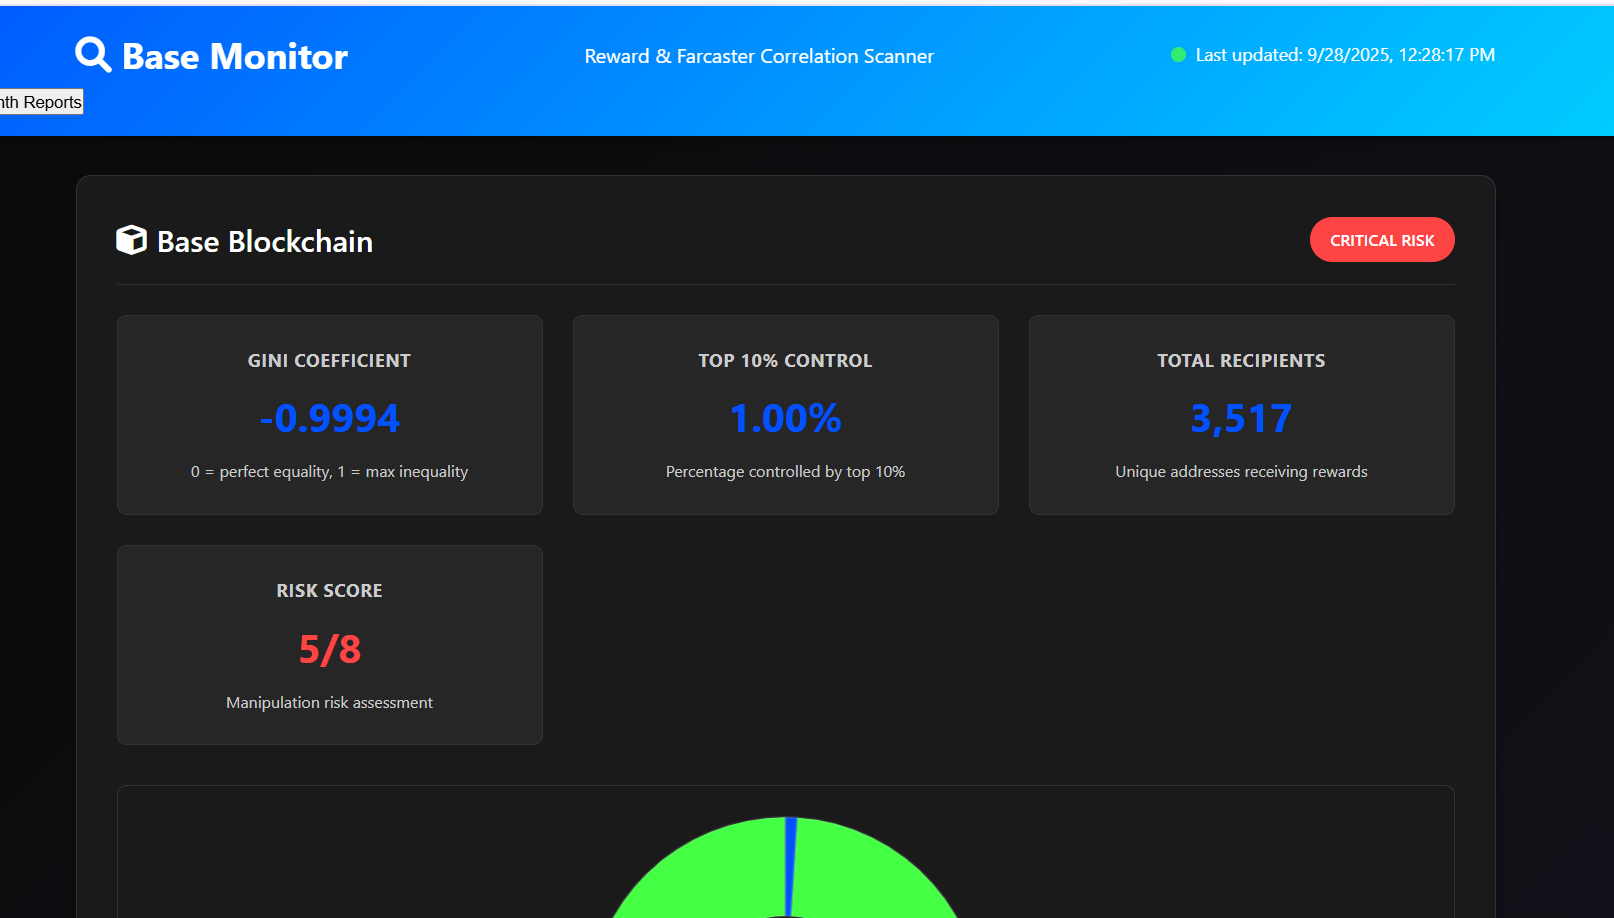 Base Monitor
Reward & Farcaster Correlation Scanner
Last updated: 9/28/2025, 12:28:17 PM
Reports
Base Blockchain
CRITICAL RISK
GINI COEFFICIENT
-0.9994
0 = perfect equality, 1 = max inequality
TOP 10% CONTROL
1.00%
Percentage controlled by top 10%
TOTAL RECIPIENTS
3,517
Unique addresses receiving rewards
RISK SCORE
5/8
Manipulation risk assessment